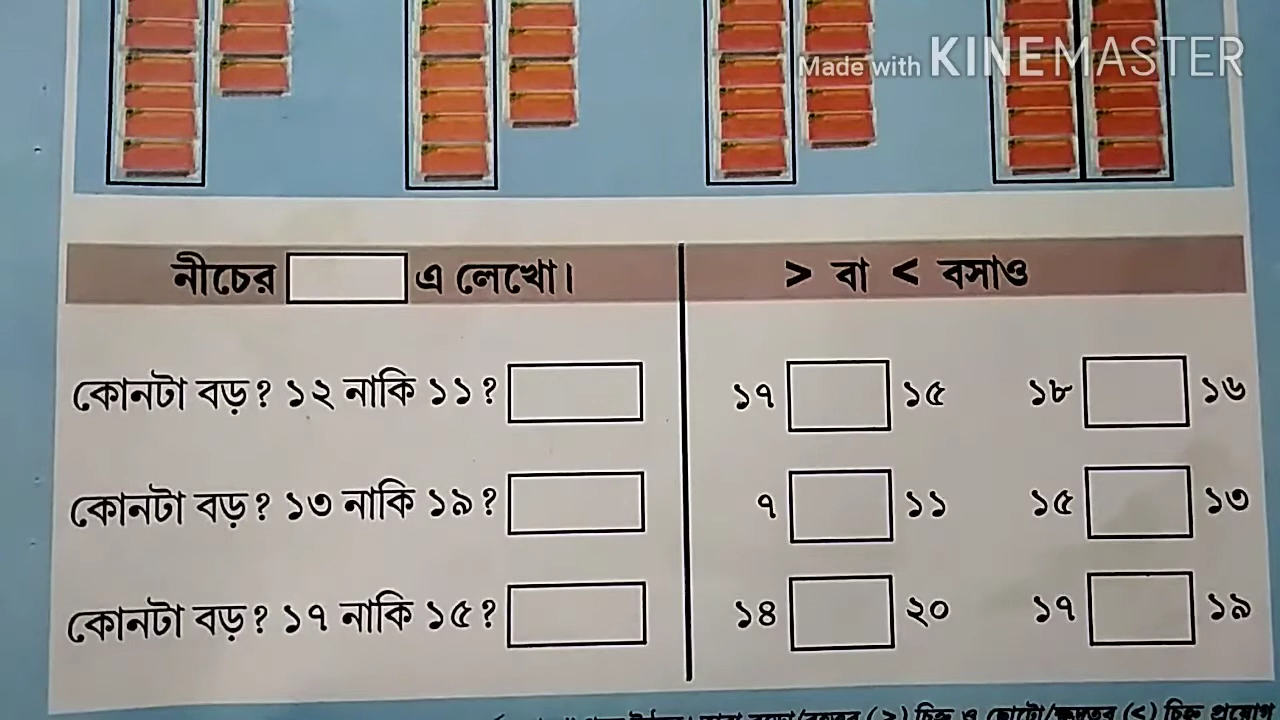 Made with KINEMASTER
নীচের এ লেখো।
কোনটা বড়? ১২ নাকি ১১?
কোনটা বড়? ১৩ নাকি ১৯?
কোনটা বড়? ১৭ নাকি ১৫?
> বা < বসাও
১৭ ১৫ ১৮ ১৬
৭ ১১ ১৫ ১৩
১৪ ২০ ১৭ ১৯
(>) চিহ্ন ও (<) চিহ্ন